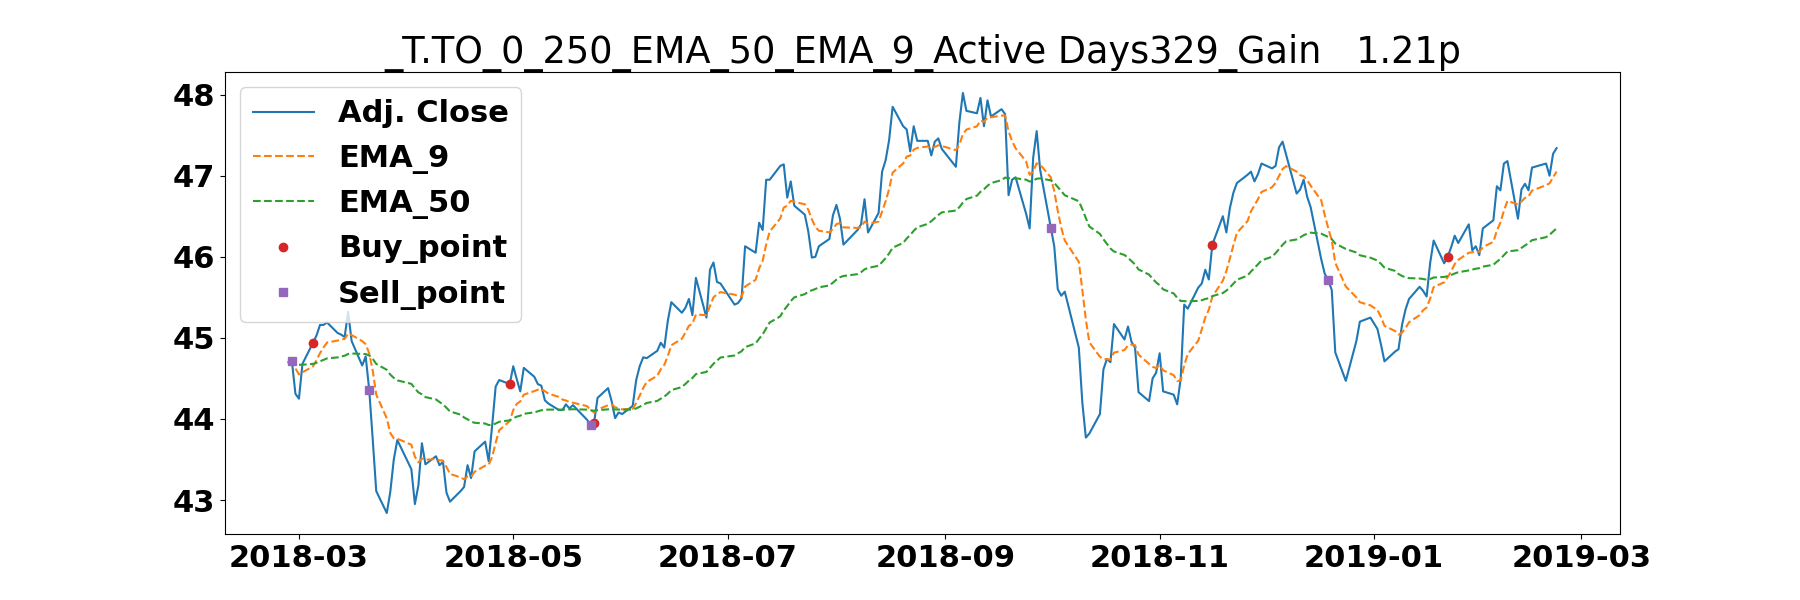 _T.TO_0_250_EMA_50_EMA_9_Active Days329_Gain   1.21p
48
47
46
45
44
43
Adj. Close
EMA_9
EMA_50
Buy_point
Sell_point
2018-03 2018-05 2018-07 2018-09 2018-11 2019-01 2019-03